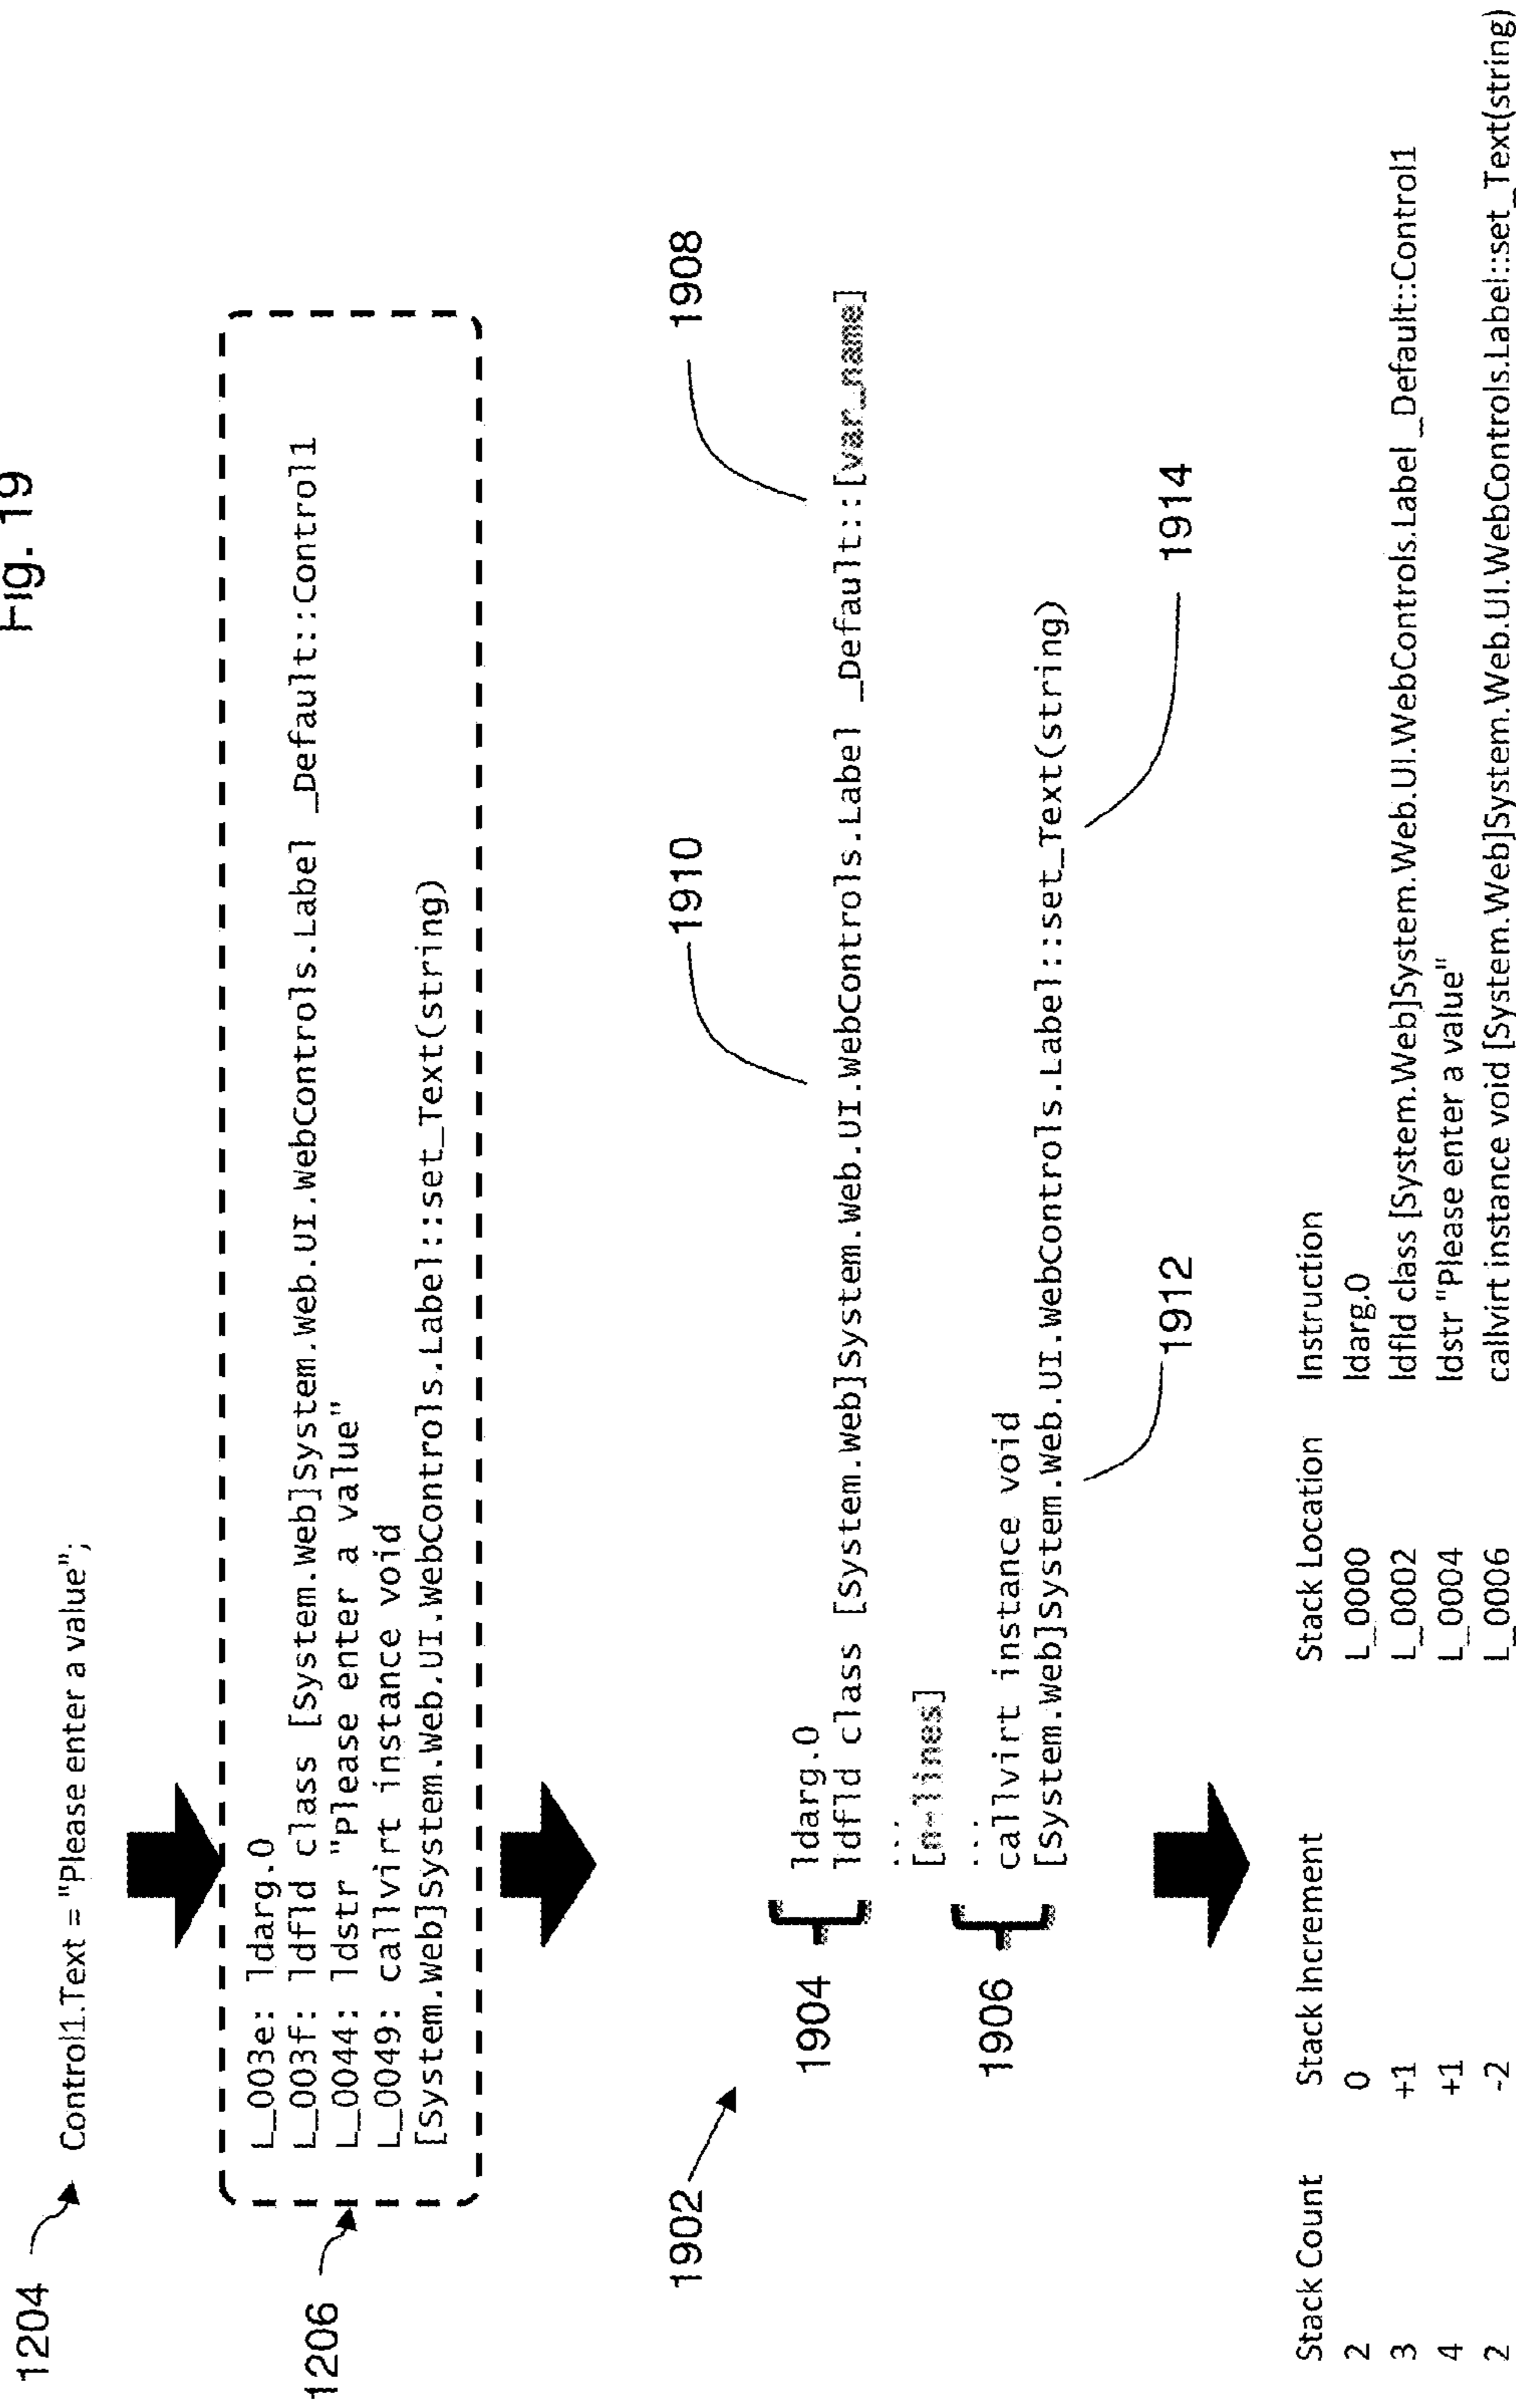 Fig. 19
1204
Control1.Text = "Please enter a value";
1206
L_003e: ldarg.0
L_003f: ldfld class [System.Web]System.Web.UI.WebControls.Label _Default::Control1
L_0044: ldstr "Please enter a value"
L_0049: callvirt instance void
[System.Web]System.Web.UI.WebControls.Label::set_Text(string)
1902
1910
1908
1904
ldarg.0
ldfld class [System.Web]System.Web.UI.WebControls.Label _Default::[var_name]
...
[n-lines]
...
1906
callvirt instance void
[System.Web]System.Web.UI.WebControls.Label::set_Text(string)
1912
1914
Stack Count Stack Increment Stack Location Instruction
2 0 L_0000 ldarg.0
3 +1 L_0002 ldfld class [System.Web]System.Web.UI.WebControls.Label _Default::Control1
4 +1 L_0004 ldstr "Please enter a value"
2 -2 L_0006 callvirt instance void [System.Web]System.Web.UI.WebControls.Label::set_Text(string)